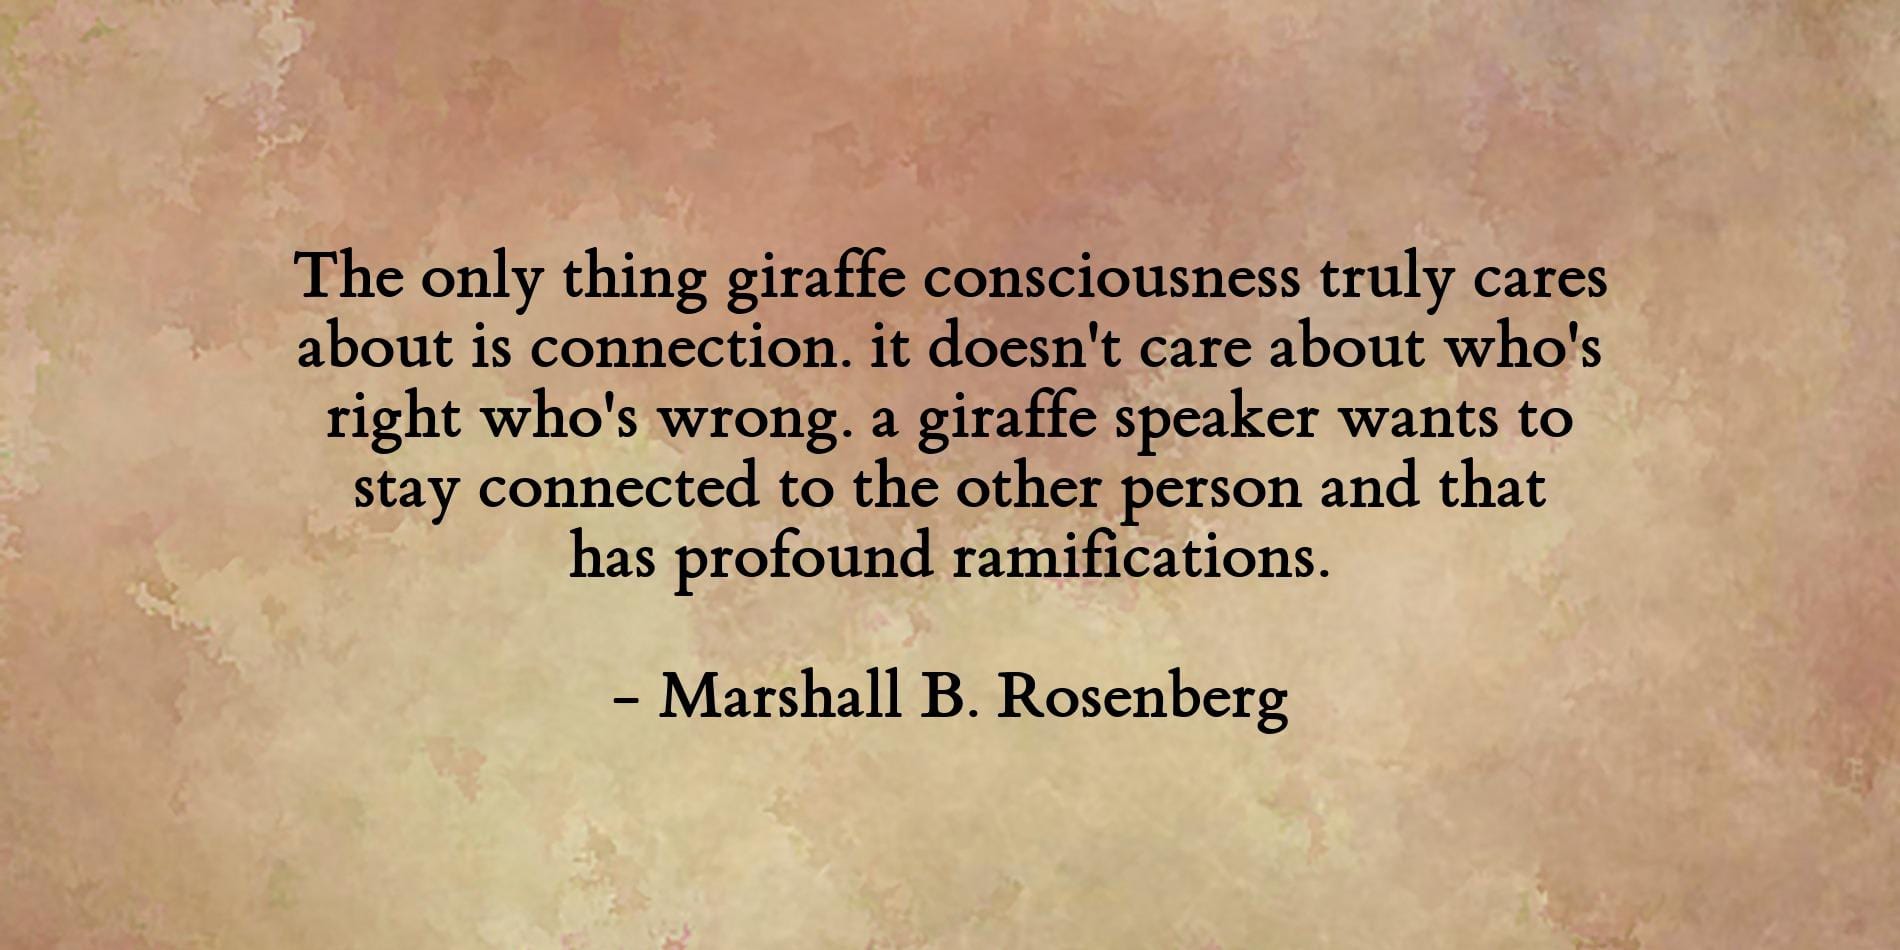 The only thing giraffe consciousness truly cares
about is connection. it doesn't care about who's
right who's wrong. a giraffe speaker wants to
stay connected to the other person and that
has profound ramifications.
- Marshall B. Rosenberg